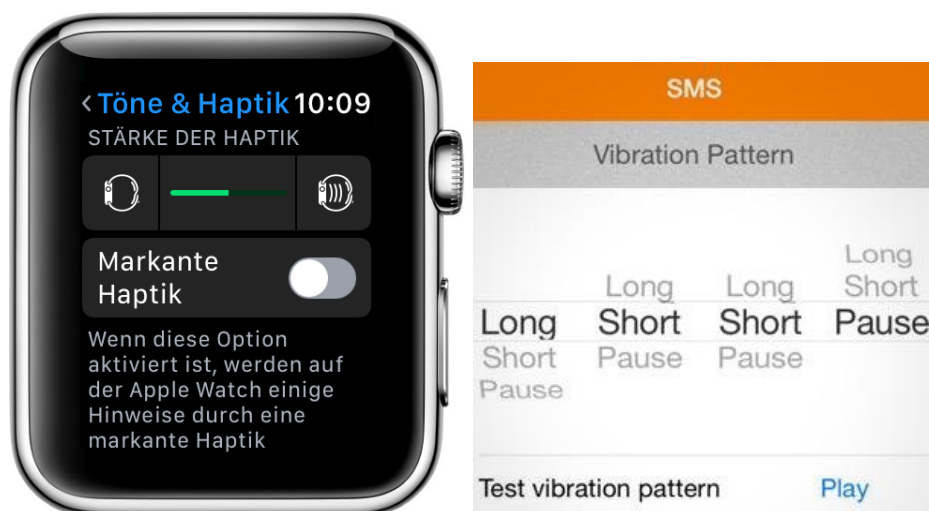 < Töne & Haptik 10:09
STÄRKE DER HAPTIK
Markante
Haptik
Wenn diese Option
aktiviert ist, werden auf
der Apple Watch einige
Hinweise durch eine
markante Haptik
SMS
Vibration Pattern
Long
Long Long Short
Long Short Short Pause
Short Pause Pause
Pause
Test vibration pattern Play